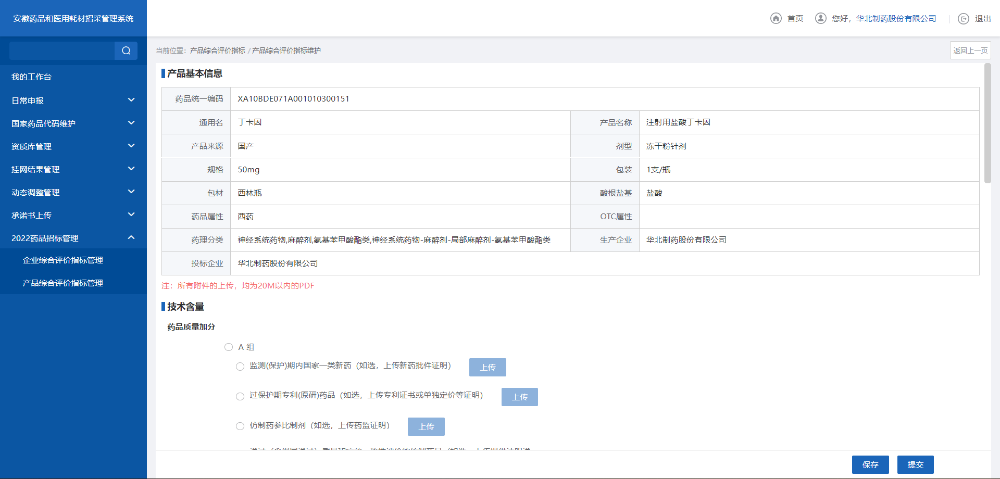 安徽药品和医用耗材招采管理系统
首页
您好，华北制药股份有限公司
退出
当前位置：产品综合评价指标 / 产品综合评价指标维护
返回上一页
我的工作台
日常申报
国家药品代码维护
资质库管理
挂网结果管理
动态调整管理
承诺书上传
2022药品招标管理
企业综合评价指标管理
产品综合评价指标管理
产品基本信息
药品统一编码 XA10BDE071A001010300151
通用名 丁卡因 产品名称 注射用盐酸丁卡因
产品来源 国产 剂型 冻干粉针剂
规格 50mg 包装 1支/瓶
包材 西林瓶 酸根盐基 盐酸
药品属性 西药 OTC属性
药理分类 神经系统药物,麻醉剂,氨基苯甲酸酯类,神经系统药物-麻醉剂-局部麻醉剂-氨基苯甲酸酯类 生产企业 华北制药股份有限公司
投标企业 华北制药股份有限公司
注：所有附件的上传，均为20M以内的PDF
技术含量
药品质量加分
A 组
监测(保护)期内国家一类新药（如选，上传新药批件证明） 上传
过保护期专利(原研)药品（如选，上传专利证书或单独定价等证明） 上传
仿制药参比制剂（如选，上传药监证明） 上传
保存 提交